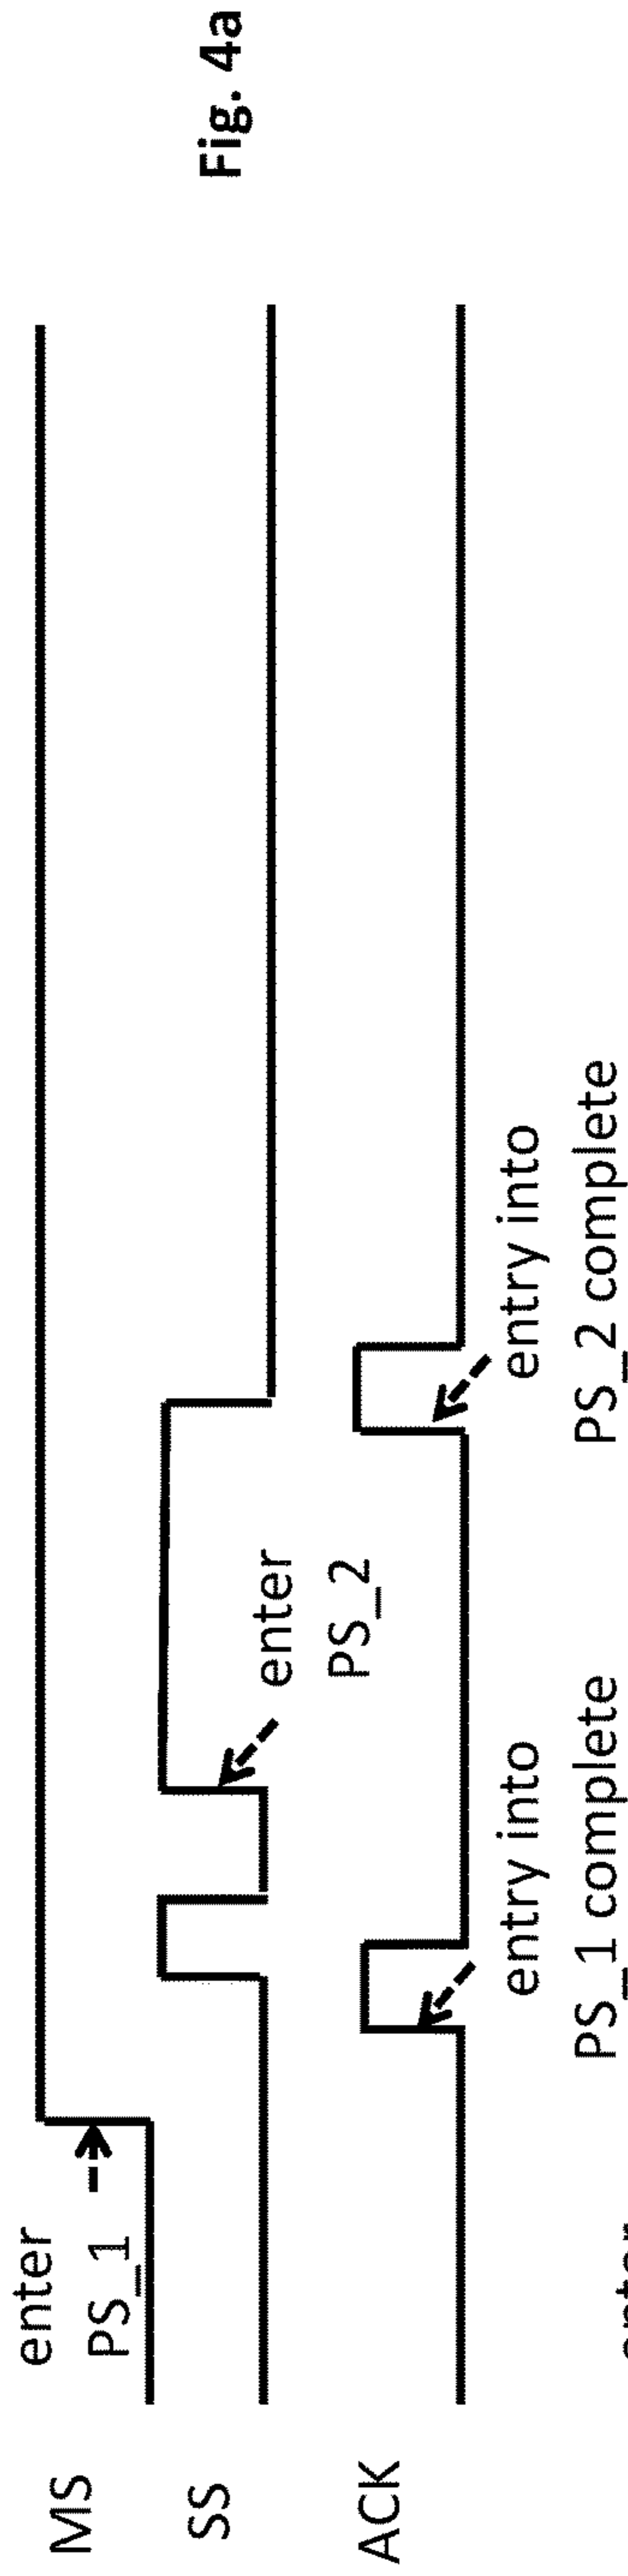 Fig. 4a
MS
enter
PS_1
SS
enter
PS_2
ACK
entry into
PS_1 complete
entry into
PS_2 complete